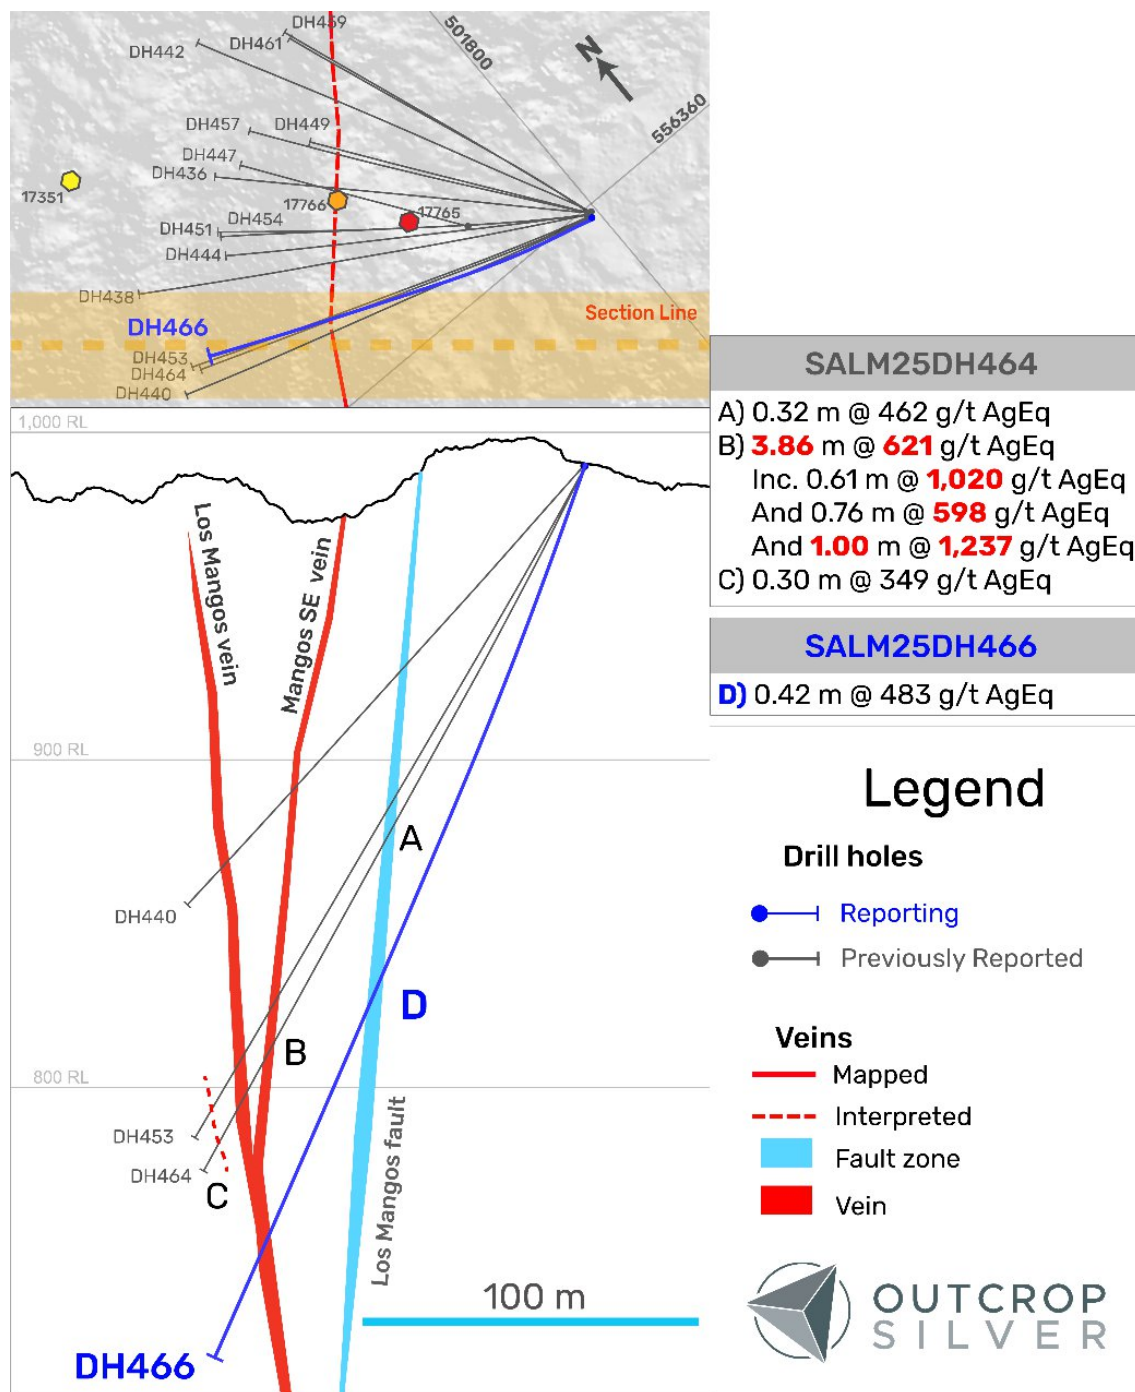 DH459
DH442
DH461
501800
N
556360
DH457
DH449
DH447
DH436
17351
17766
17765
DH454
DH451
DH444
DH438
Section Line
DH466
DH453
DH464
DH440
1,000 RL
SALM25DH464
A) 0.32 m @ 462 g/t AgEq
B) 3.86 m @ 621 g/t AgEq
Inc. 0.61 m @ 1,020 g/t AgEq
And 0.76 m @ 598 g/t AgEq
And 1.00 m @ 1,237 g/t AgEq
C) 0.30 m @ 349 g/t AgEq
SALM25DH466
D) 0.42 m @ 483 g/t AgEq
Los Mangos vein
Mangos SE vein
900 RL
A
DH440
D
B
800 RL
DH453
DH464
C
Los Mangos fault
100 m
DH466
Legend
Drill holes
Reporting
Previously Reported
Veins
Mapped
Interpreted
Fault zone
Vein
OUTCROP
SILVER